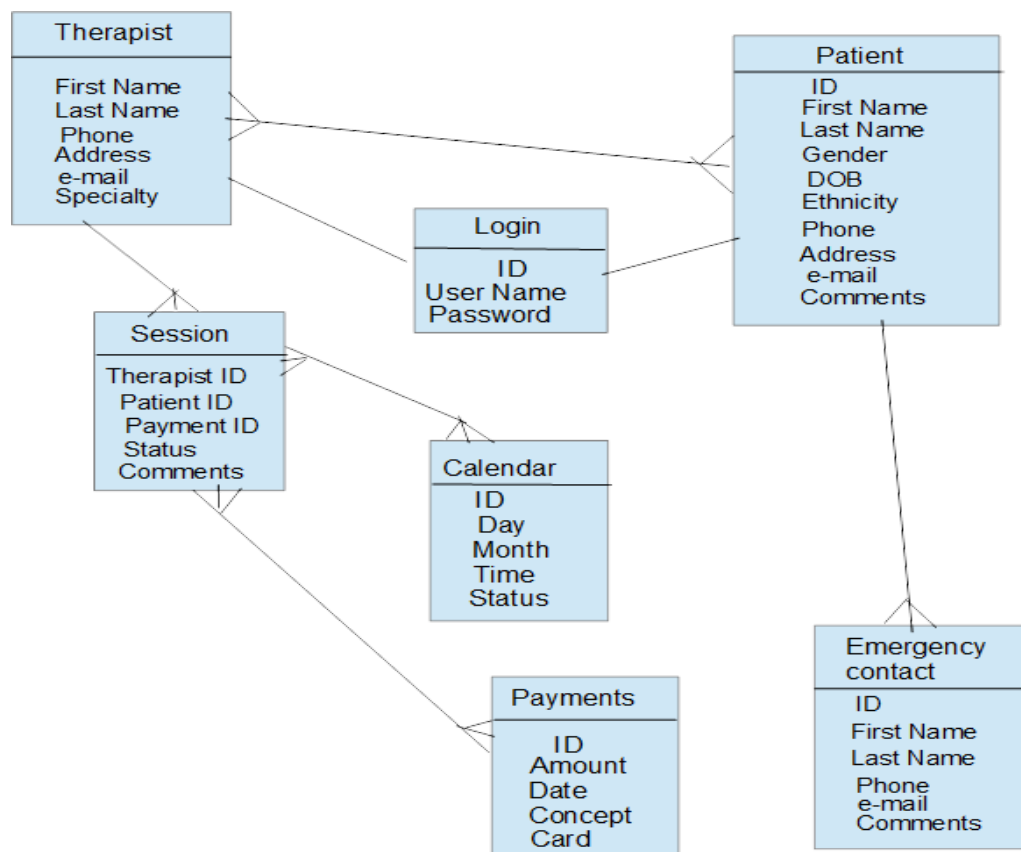 Therapist
First Name
Last Name
Phone
Address
e-mail
Specialty
Patient
ID
First Name
Last Name
Gender
DOB
Ethnicity
Phone
Address
e-mail
Comments
Login
ID
User Name
Password
Session
Therapist ID
Patient ID
Payment ID
Status
Comments
Calendar
ID
Day
Month
Time
Status
Payments
ID
Amount
Date
Concept
Card
Emergency
contact
ID
First Name
Last Name
Phone
e-mail
Comments